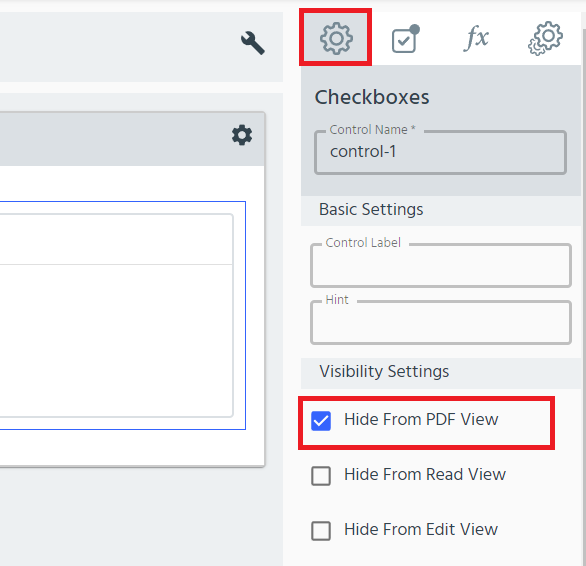 fx
Checkboxes
Control Name *
control-1
Basic Settings
Control Label
Hint
Visibility Settings
Hide From PDF View
Hide From Read View
Hide From Edit View